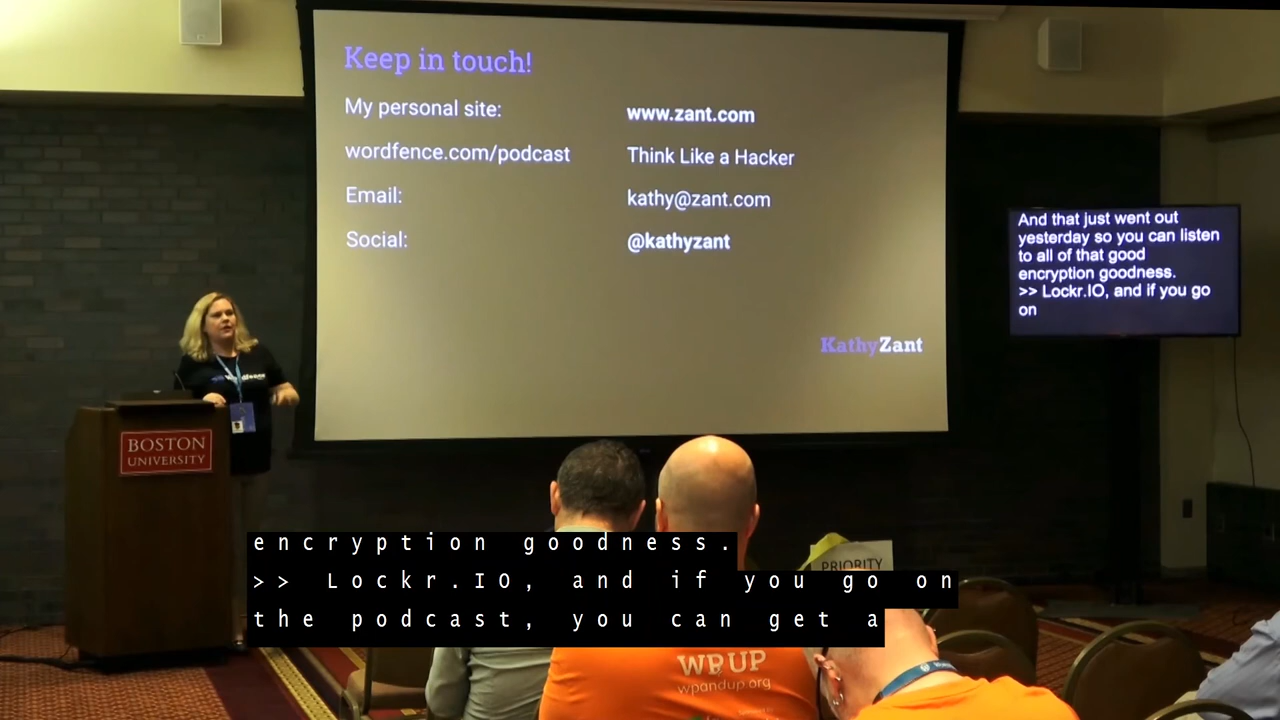 Keep in touch!
My personal site: www.zant.com
wordfence.com/podcast Think Like a Hacker
Email: kathy@zant.com
Social: @kathyzant
KathyZant
And that just went out
yesterday so you can listen
to all of that good
encryption goodness.
>> Lockr.IO, and if you go
on
BOSTON
UNIVERSITY
encryption goodness.
>> Lockr.IO, and if you go on
the podcast, you can get a
PRIORITY
WP UP
wpandup.org